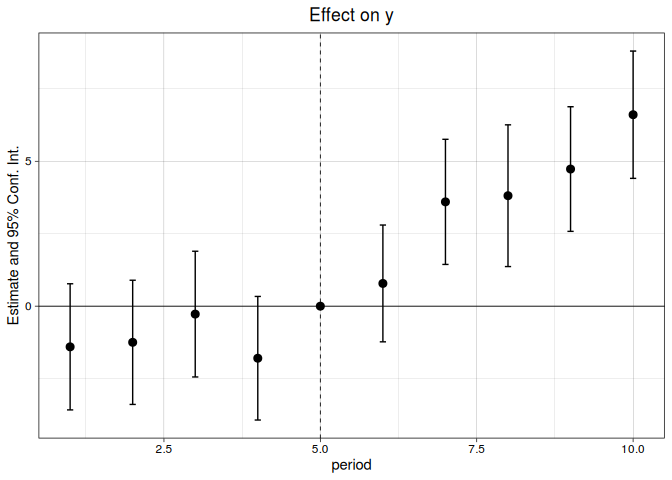 Effect on y
Estimate and 95% Conf. Int.
5
0
2.5
5.0
7.5
10.0
period